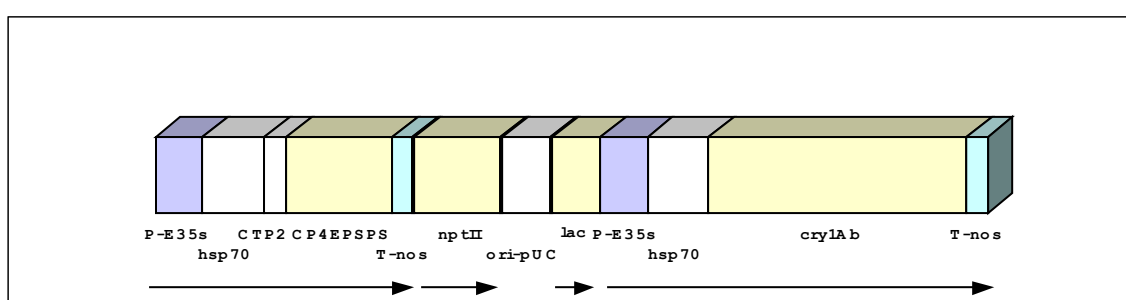 P-E35s CTP2 CP4EPSPS nptII lac P-E35s cry1Ab T-nos
hsp70 T-nos ori-pUC hsp70